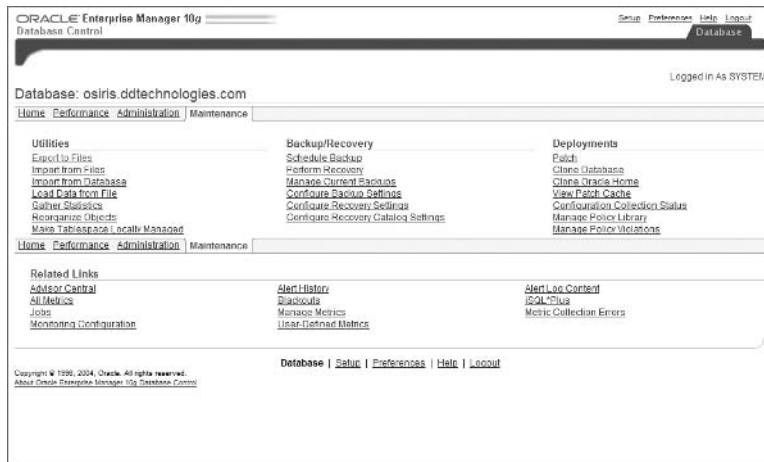 ORACLE Enterprise Manager 10g
Database Control
Setup Preferences Help Logout
Database
Logged in As SYSTEM
Database: osiris.ddtechnologies.com
Home Performance Administration Maintenance
Utilities
Export to Files
Import from Files
Import from Database
Load Data from File
Gather Statistics
Reorganize Objects
Make Tablespace Locally Managed
Backup/Recovery
Schedule Backup
Perform Recovery
Manage Current Backups
Configure Backup Settings
Configure Recovery Settings
Configure Recovery Catalog Settings
Deployments
Patch
Clone Database
Clone Oracle Home
View Patch Cache
Configuration Collection Status
Manage Policy Library
Manage Policy Violations
Home Performance Administration Maintenance
Related Links
Advisor Central
All Metrics
Jobs
Monitoring Configuration
Alert History
Blackouts
Manage Metrics
User-Defined Metrics
Alert Log Content
iSQL*Plus
Metric Collection Errors
Database | Setup | Preferences | Help | Logout
Copyright © 1996, 2004, Oracle. All rights reserved.
About Oracle Enterprise Manager 10g Database Control